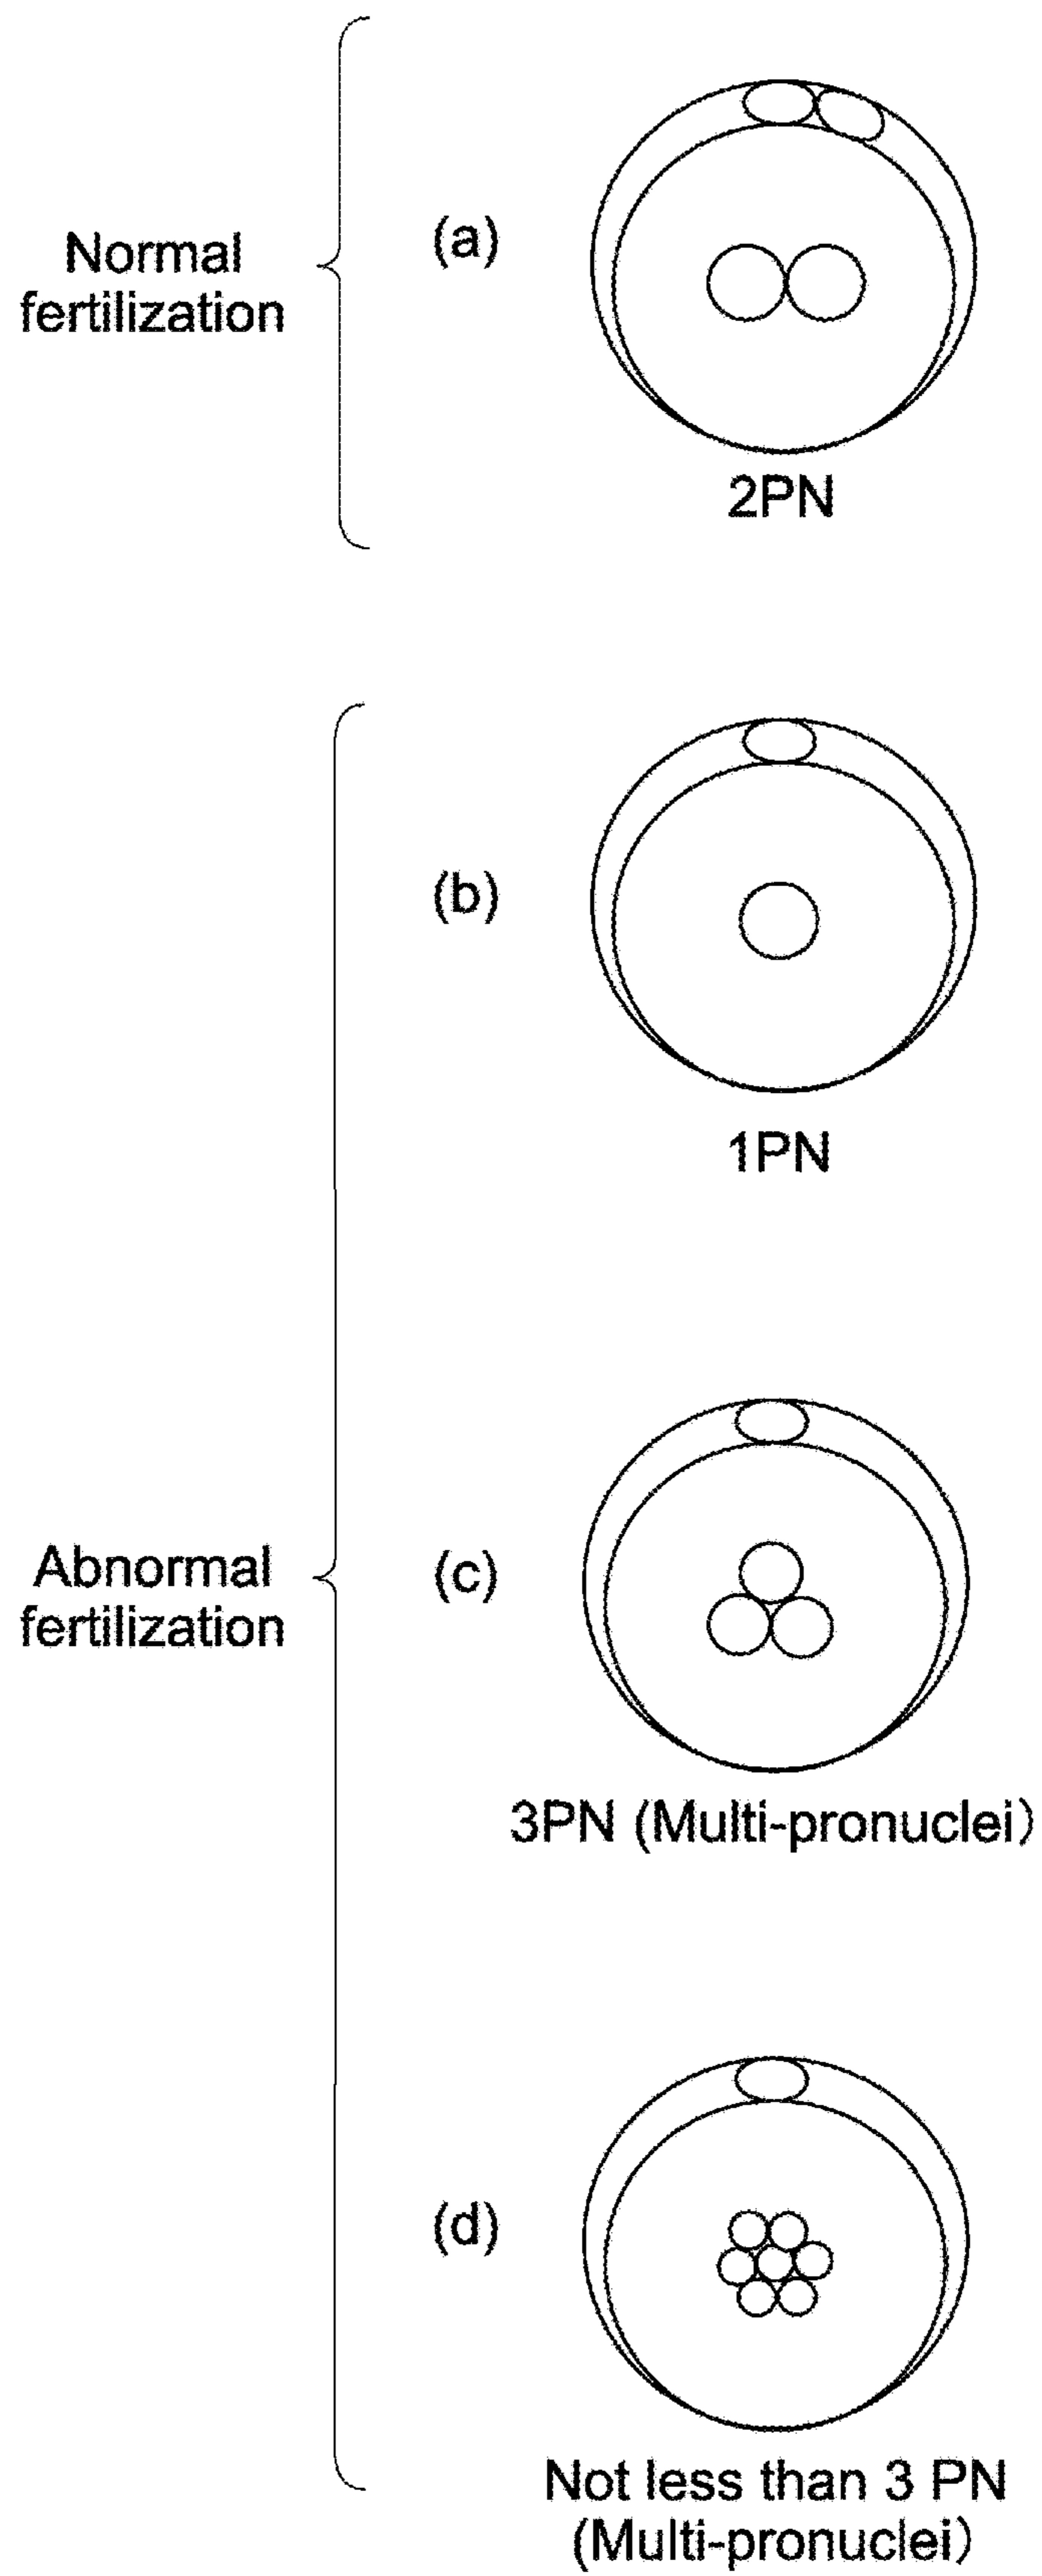 Normal
fertilization
(a)
2PN
(b)
1PN
Abnormal
fertilization
(c)
3PN (Multi-pronuclei)
(d)
Not less than 3 PN
(Multi-pronuclei)